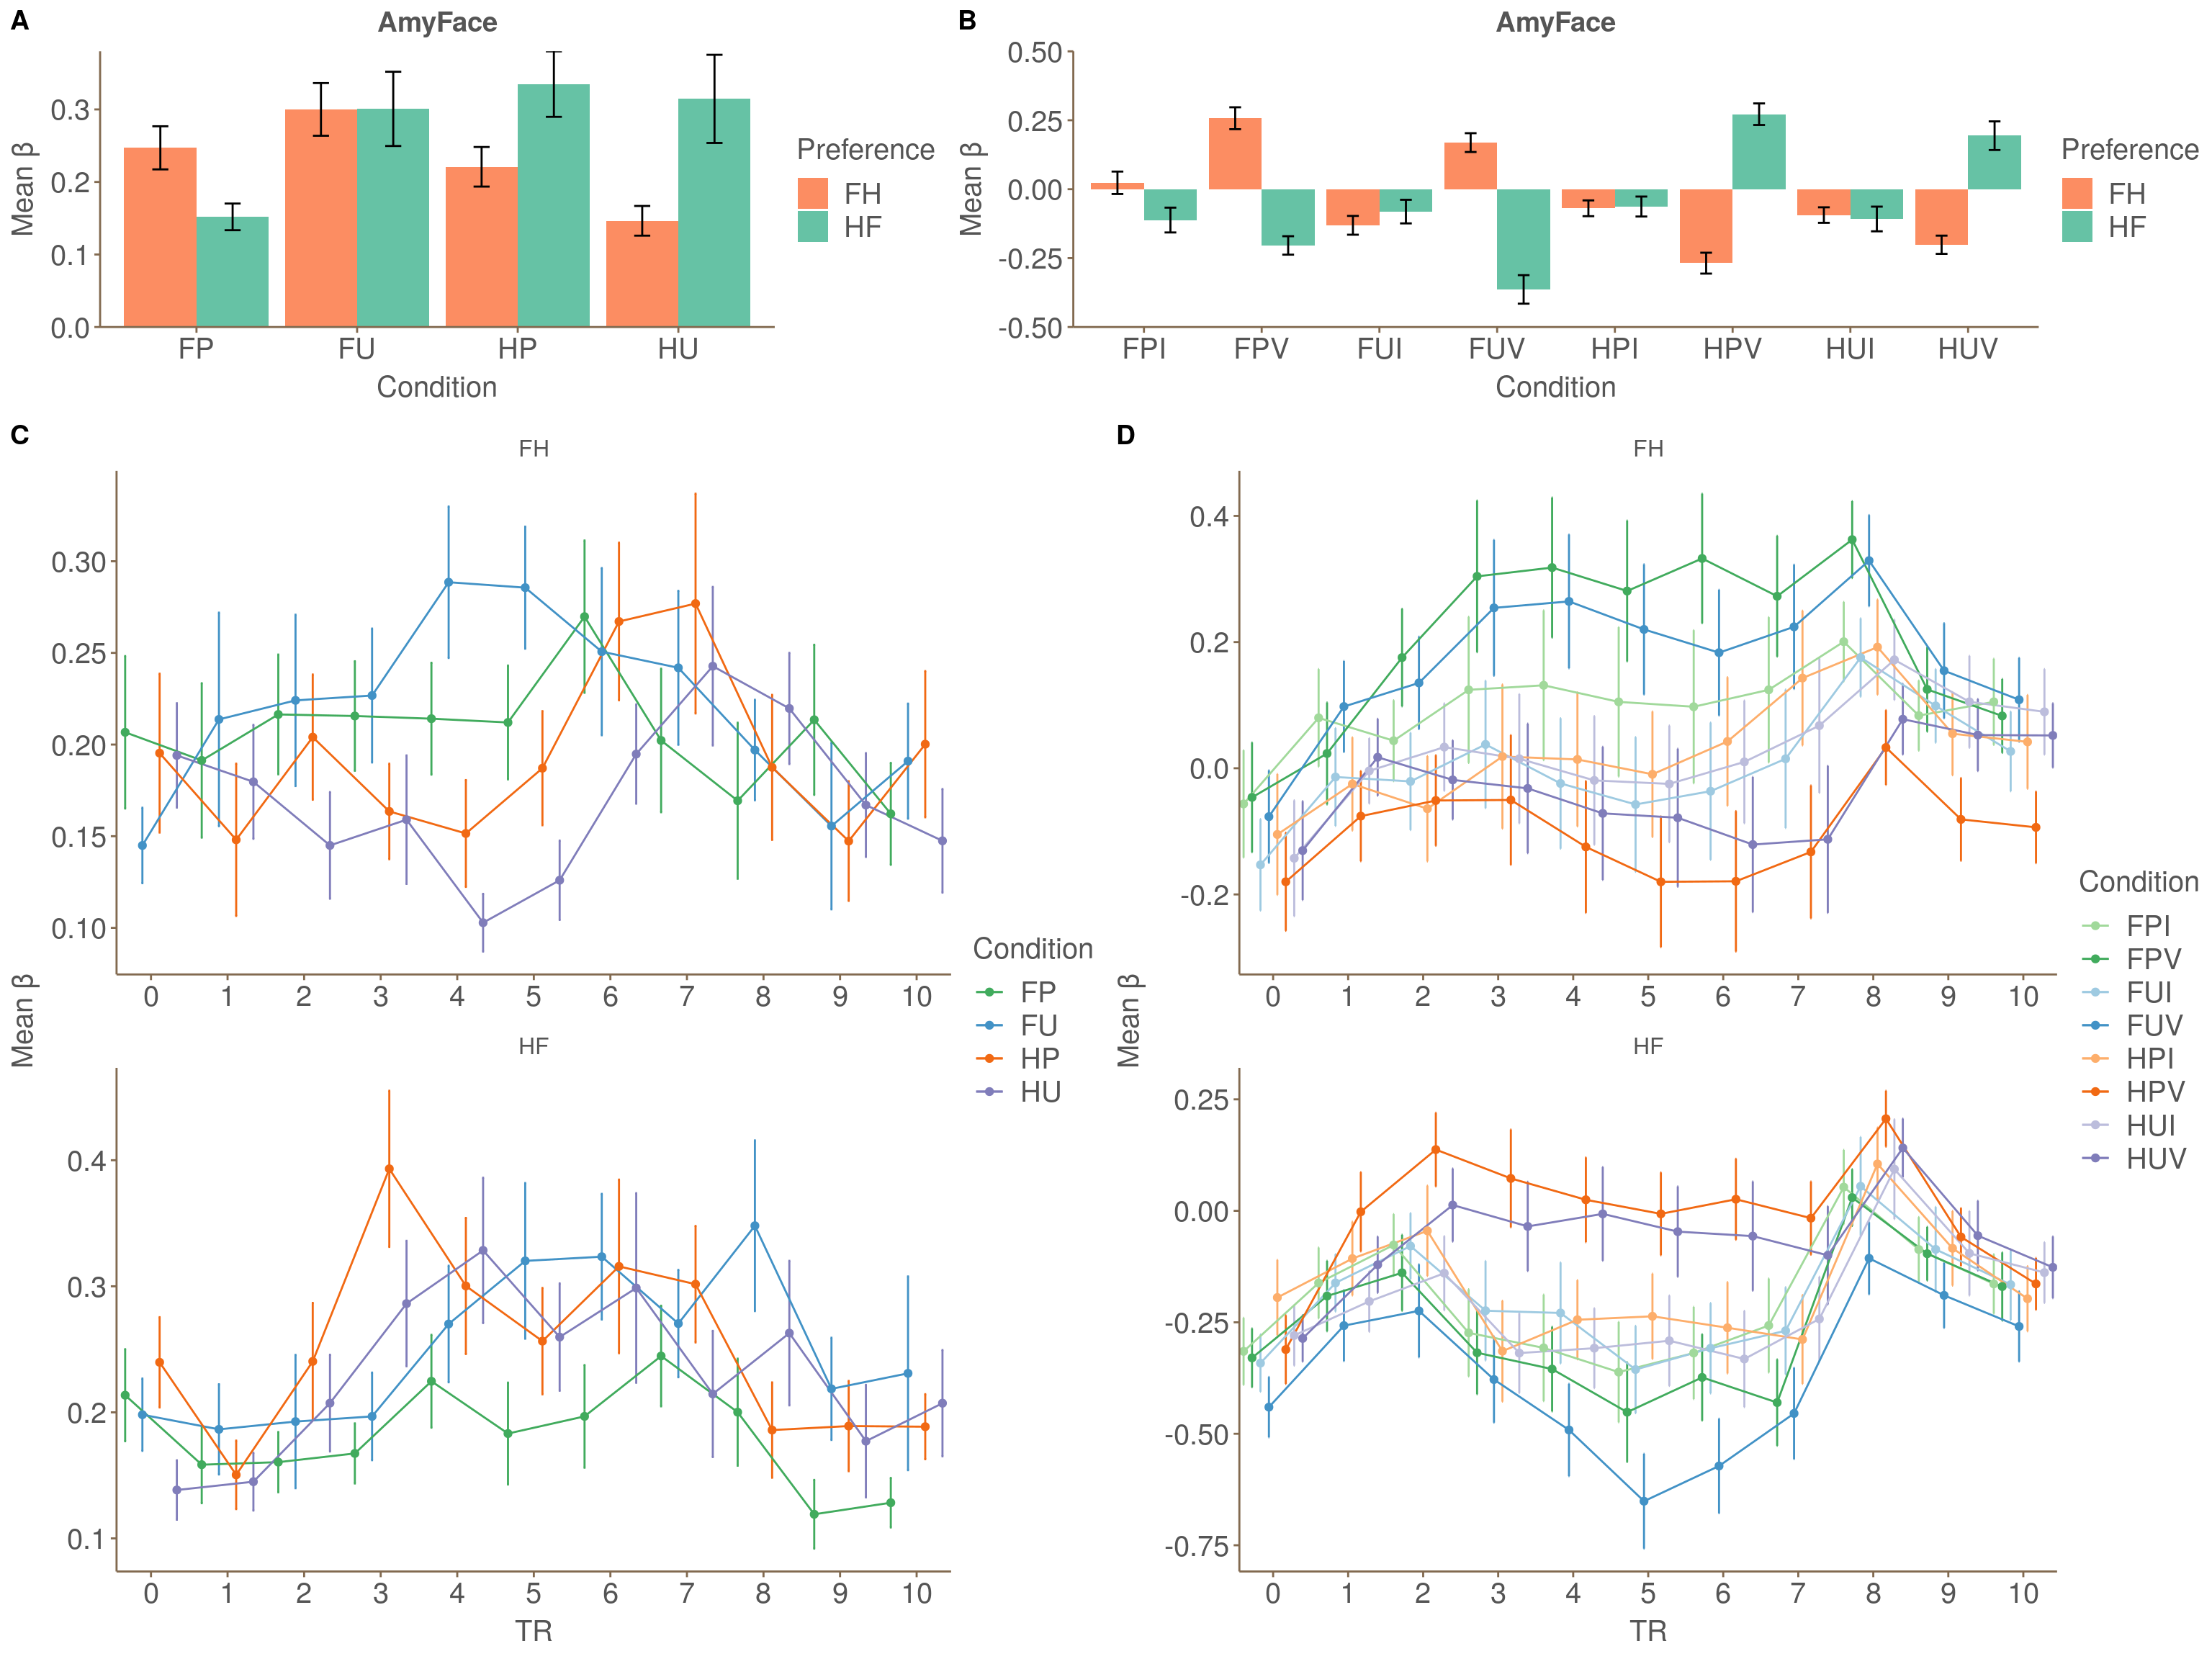 A
AmyFace
Mean β
0.3
0.2
0.1
0.0
FP FU HP HU
Condition
Preference
FH
HF
B
AmyFace
Mean β
0.50
0.25
0.00
-0.25
-0.50
FPI FPV FUI FUV HPI HPV HUI HUV
Condition
Preference
FH
HF
C
FH
0.30
0.25
0.20
0.15
0.10
0 1 2 3 4 5 6 7 8 9 10
Mean β
HF
0.4
0.3
0.2
0.1
0 1 2 3 4 5 6 7 8 9 10
TR
Condition
FP
FU
HP
HU
D
FH
0.4
0.2
0.0
-0.2
0 1 2 3 4 5 6 7 8 9 10
Mean β
HF
0.25
0.00
-0.25
-0.50
-0.75
0 1 2 3 4 5 6 7 8 9 10
TR
Condition
FPI
FPV
FUI
FUV
HPI
HPV
HUI
HUV